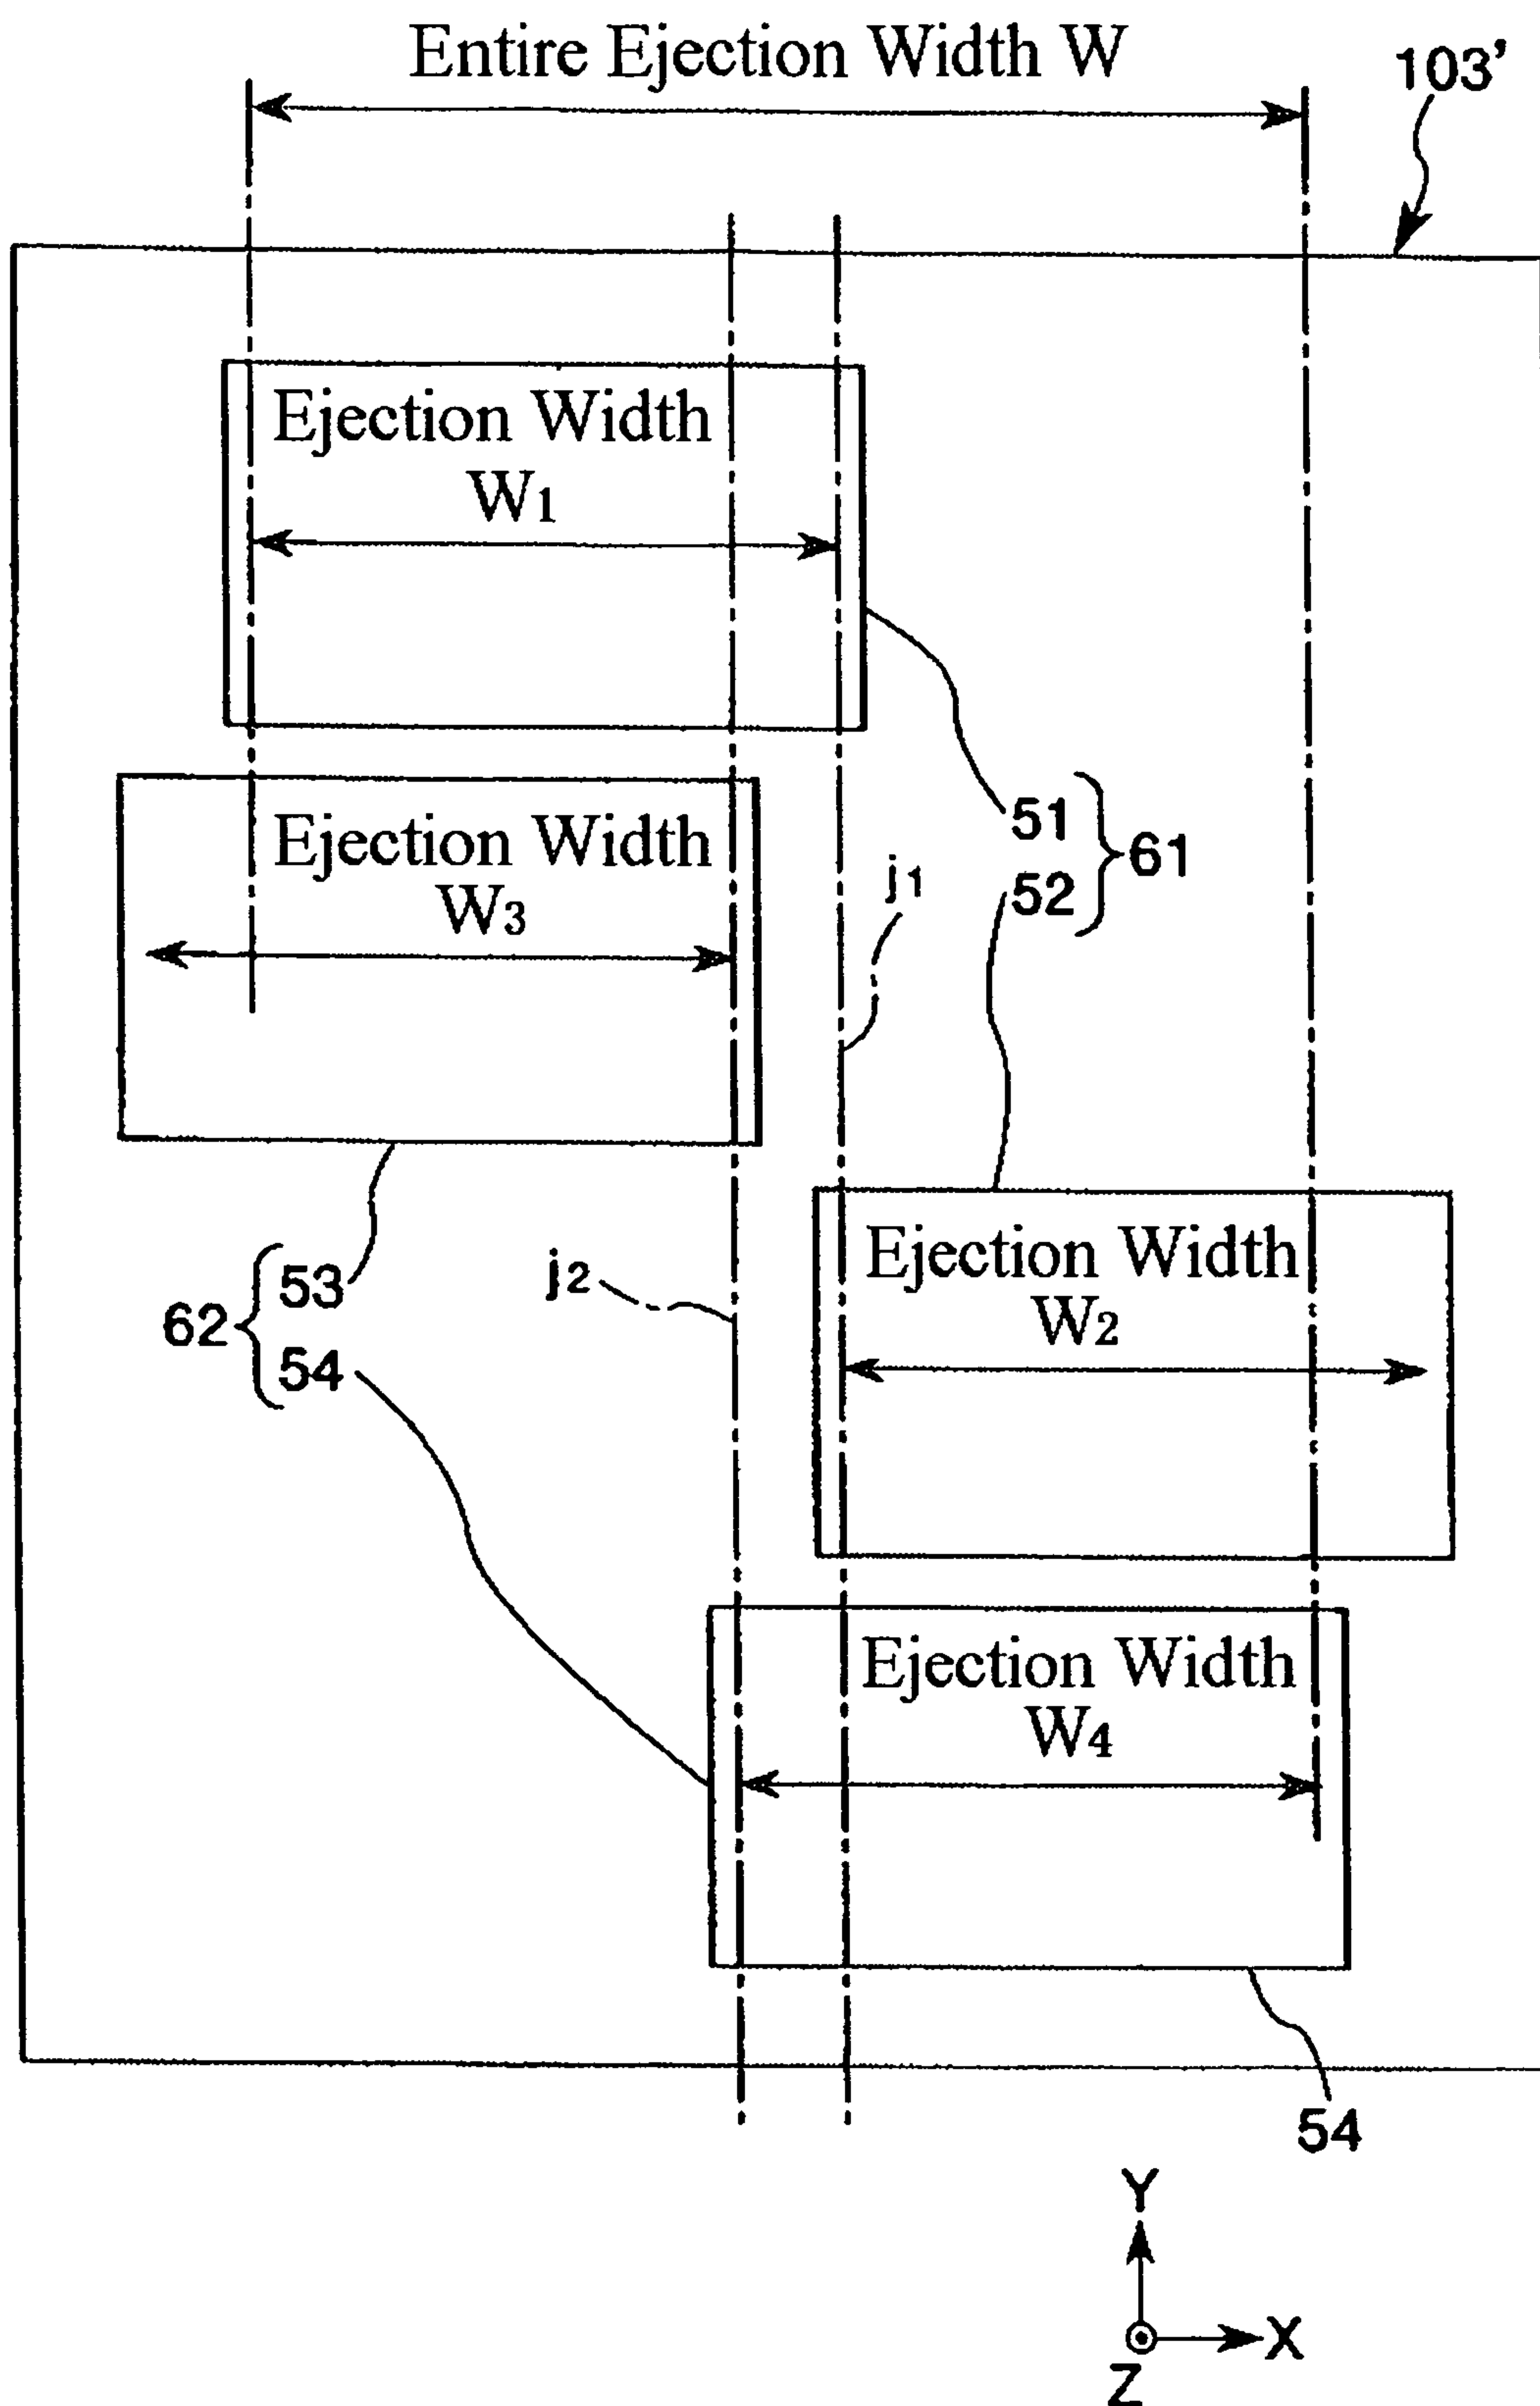 Entire Ejection Width W
103'
Ejection Width
W1
51
61
Ejection Width
W3
52
j1
Ejection Width
W2
j2
53
62
54
Ejection Width
W4
54
Y
X
Z